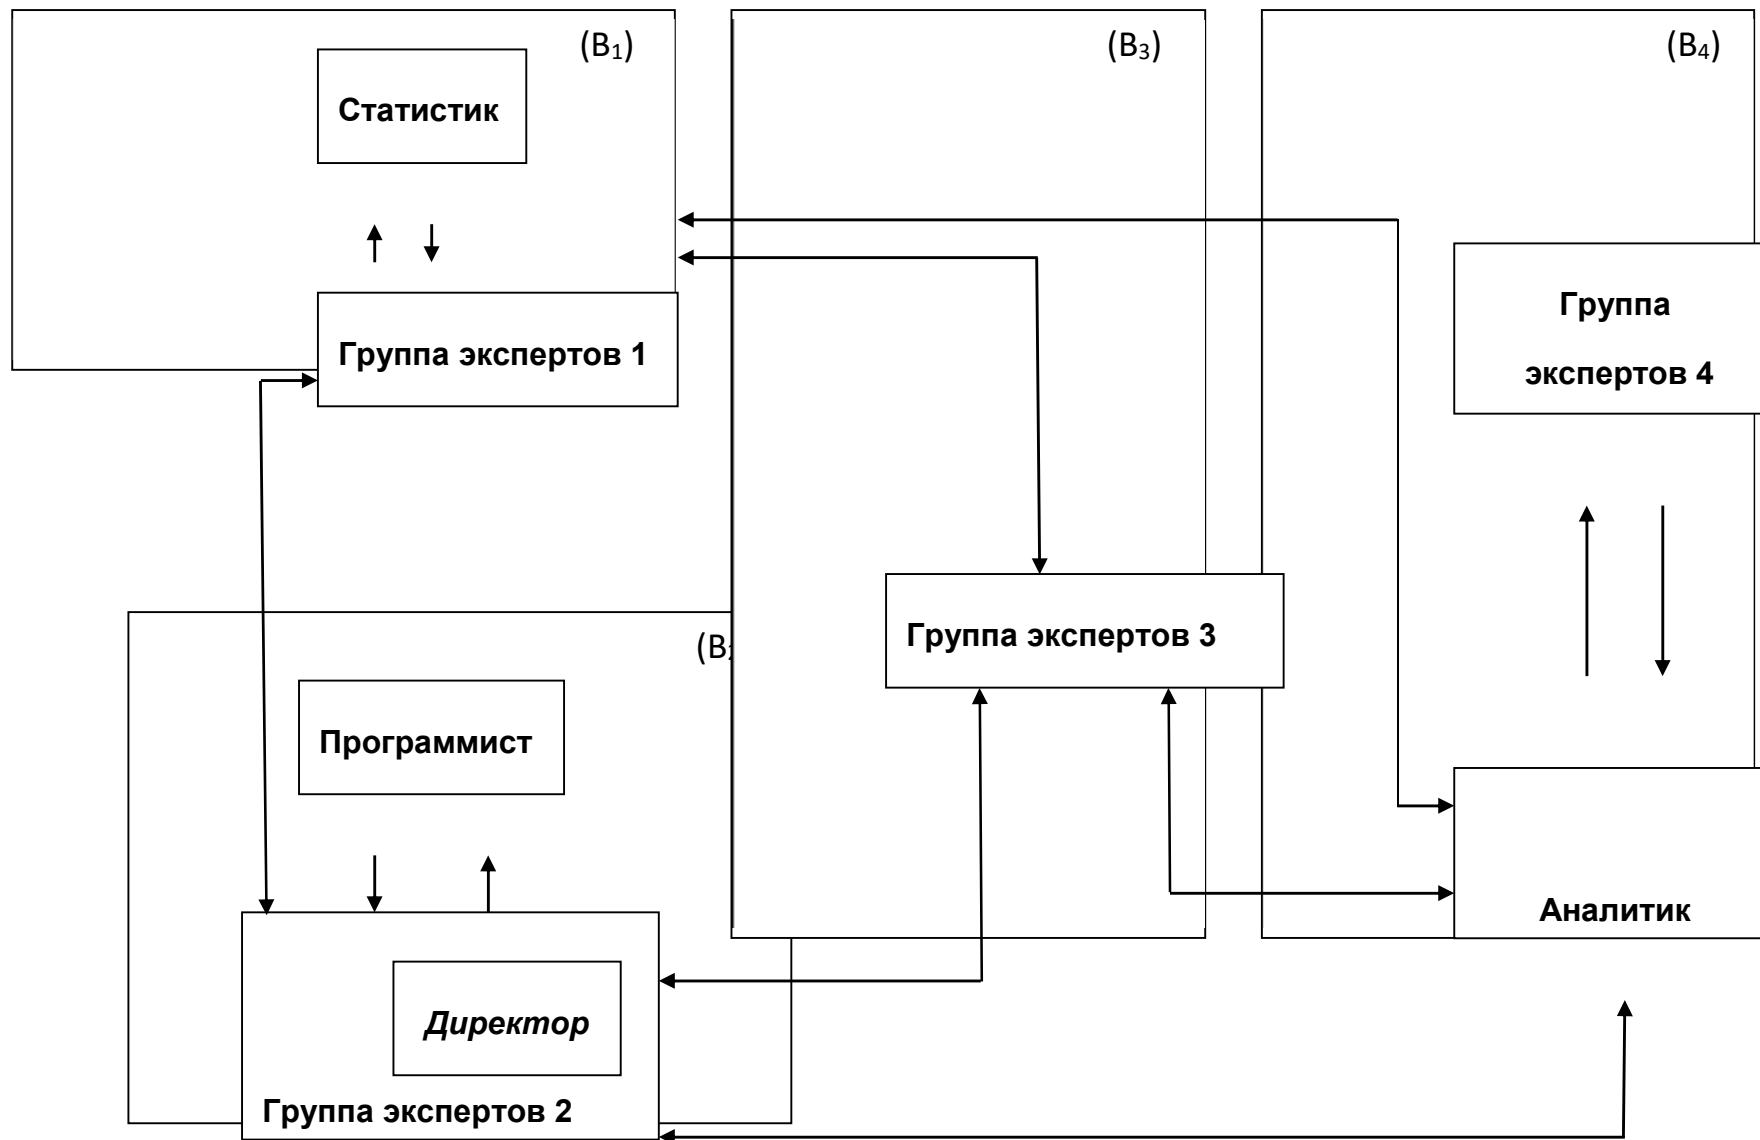 (B₁)
Статистик
Группа экспертов 1
(B₃)
(B₄)
Группа
экспертов 4
Группа экспертов 3
(B₂
Программист
Аналитик
Директор
Группа экспертов 2